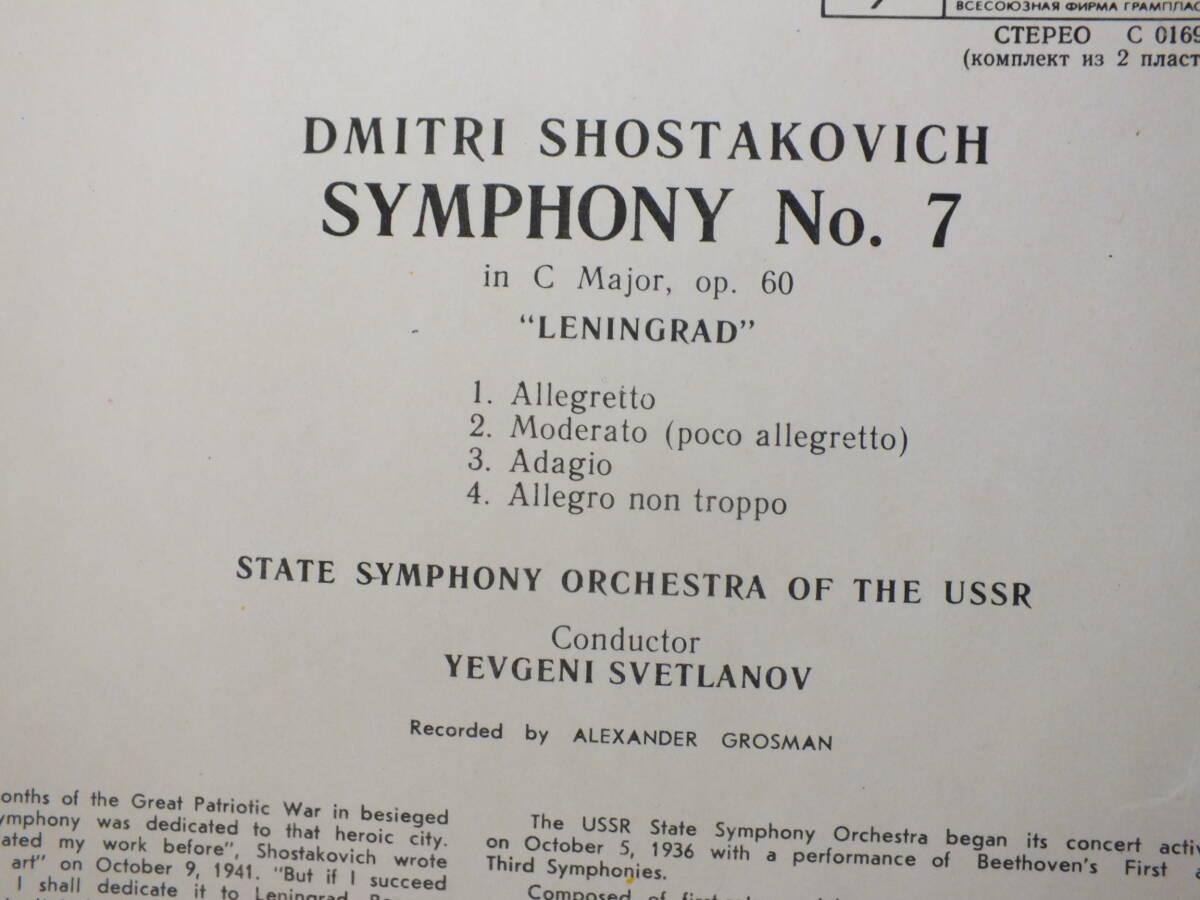 ВСЕСОЮЗНАЯ ФИРМА
СТЕРЕО С 0169
(комплект из 2
DMITRI SHOSTAKOVICH
SYMPHONY No. 7
in C Major, op. 60
"LENINGRAD"
1. Allegretto
2. Moderato (poco allegretto)
3. Adagio
4. Allegro non troppo
STATE SYMPHONY ORCHESTRA OF THE USSR
Conductor
YEVGENI SVETLANOV
Recorded by ALEXANDER GROSMAN
onths of the Great Patriotic War in besieged
ymphony was dedicated to that heroic city.
ated my work before", Shostakovich wrote
art" on October 9, 1941. "But if I succeed
I shall dedicate it to Leningrad.
The USSR State Symphony Orchestra began its concert activ
on October 5, 1936 with a performance of Beethoven's First
Third Symphonies.
Composed of